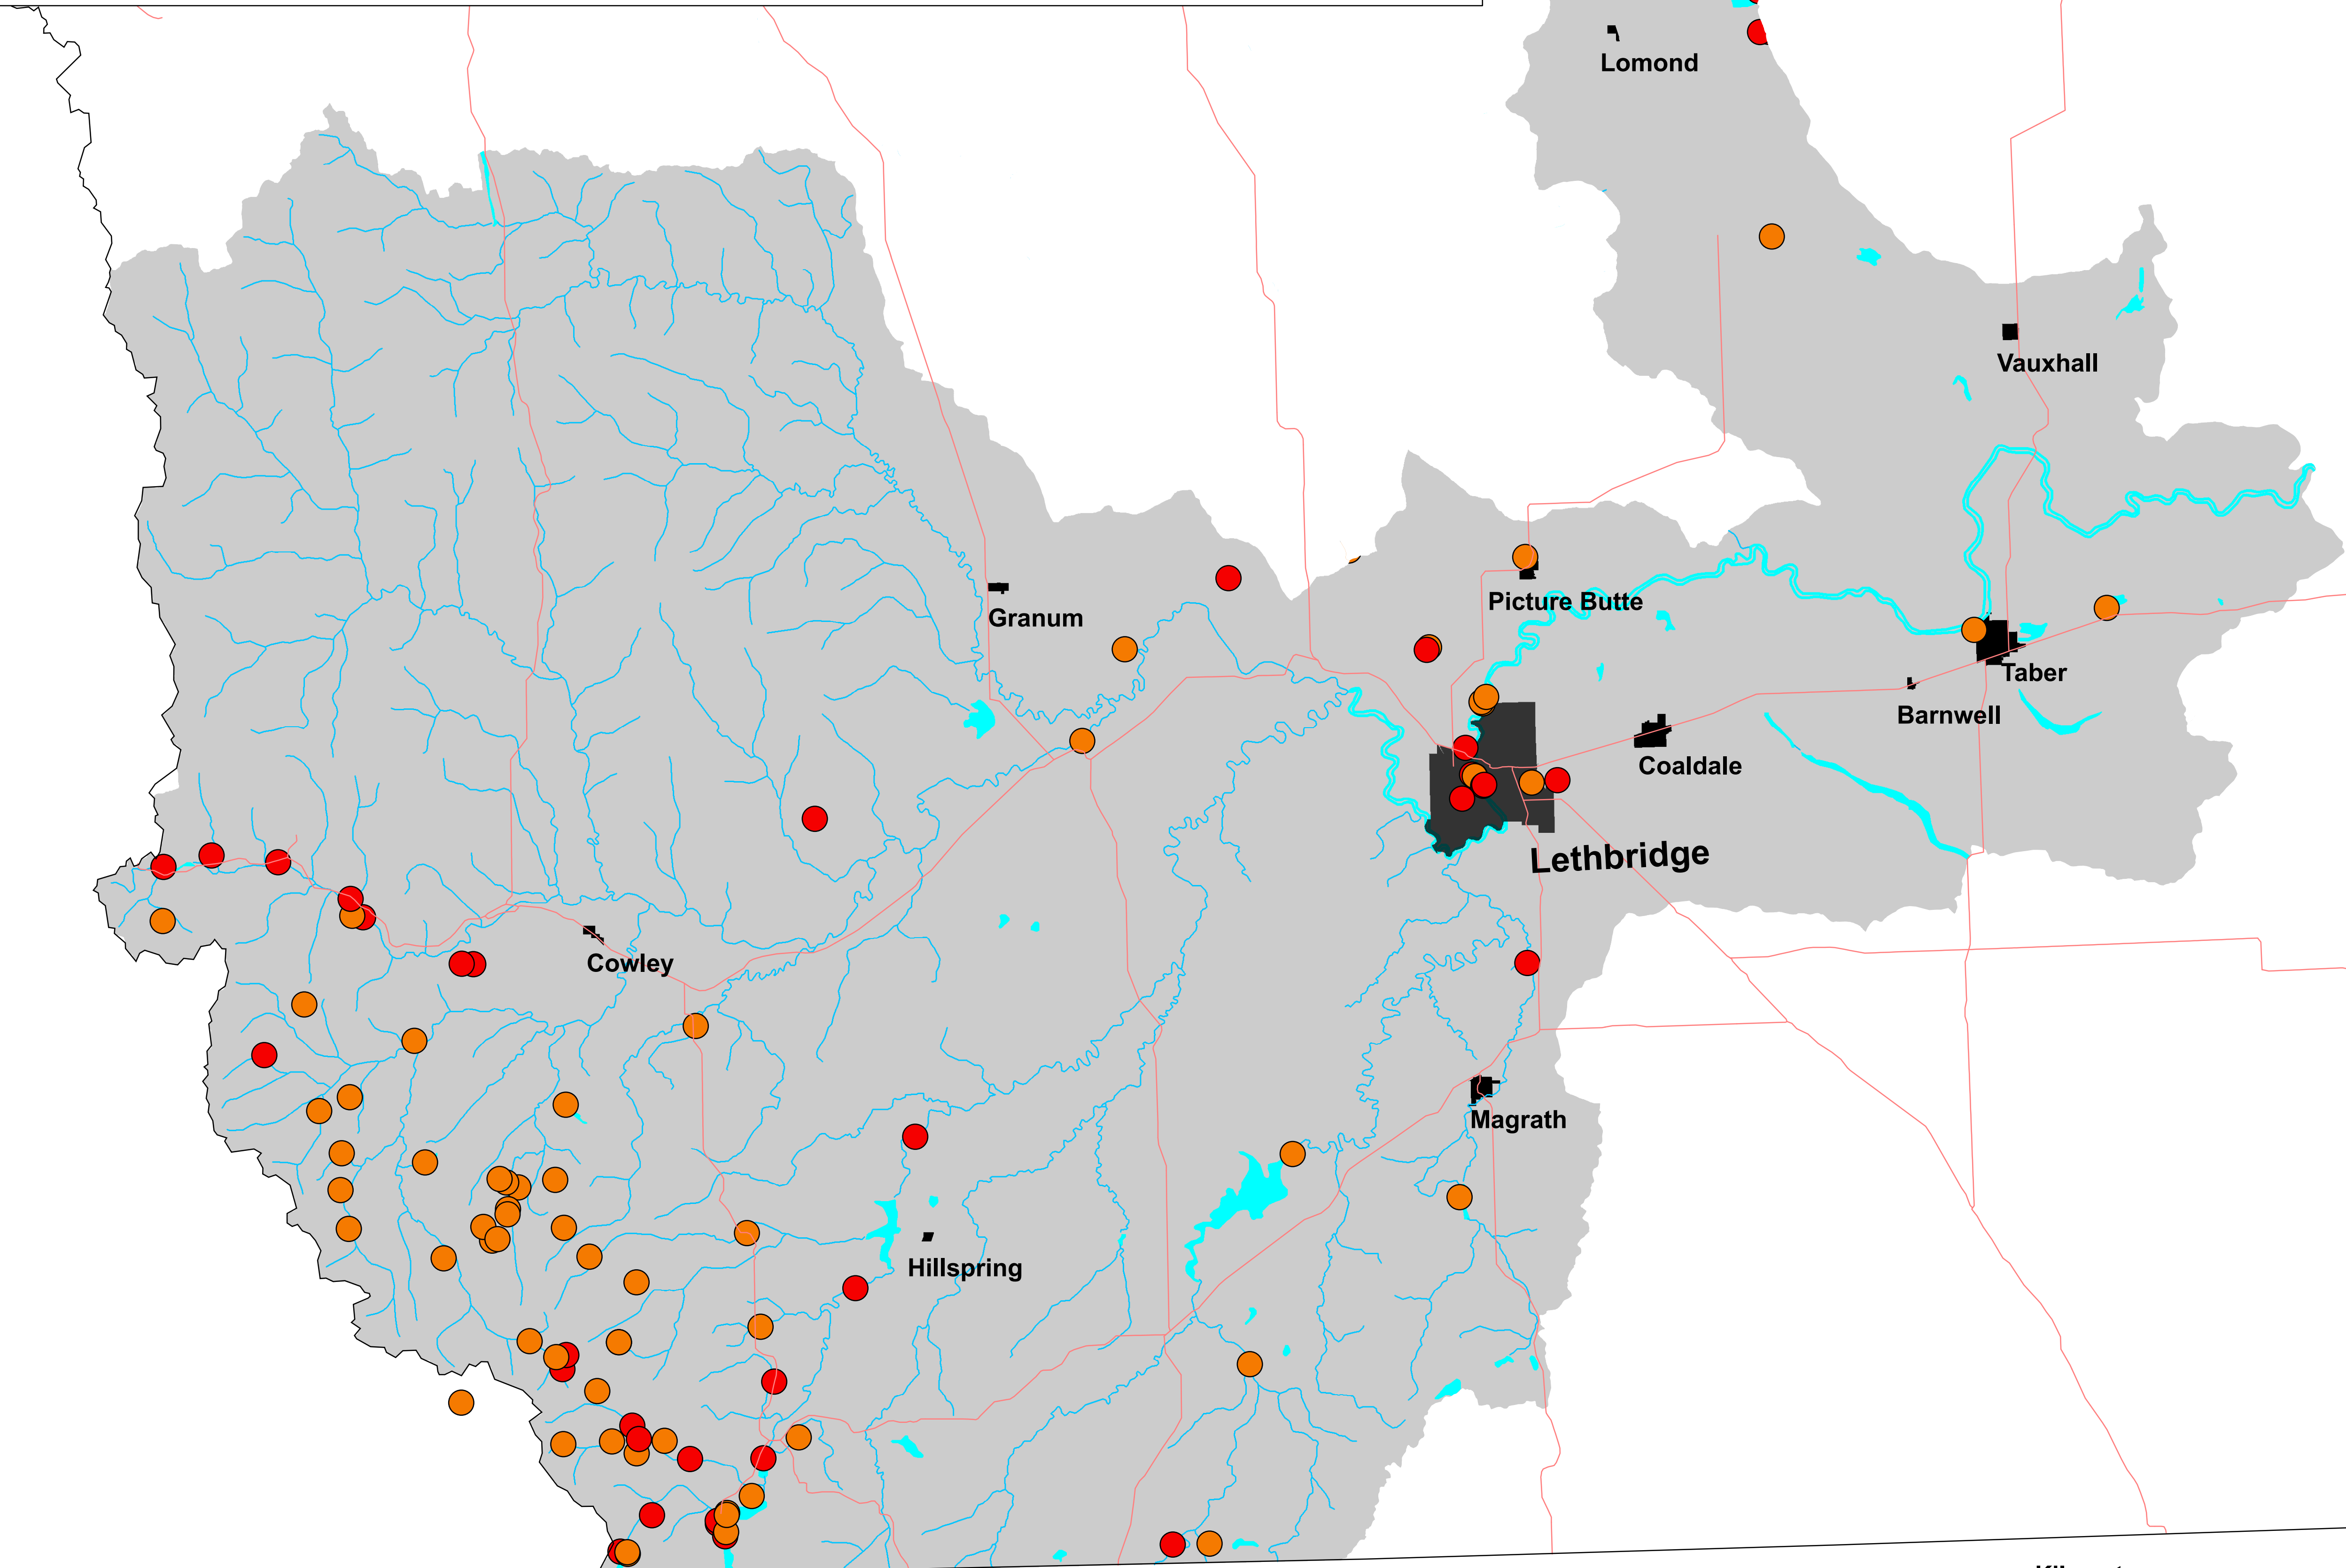 Lomond
Vauxhall
Picture Butte
Granum
Taber
Barnwell
Coaldale
Lethbridge
Cowley
Magrath
Hillspring